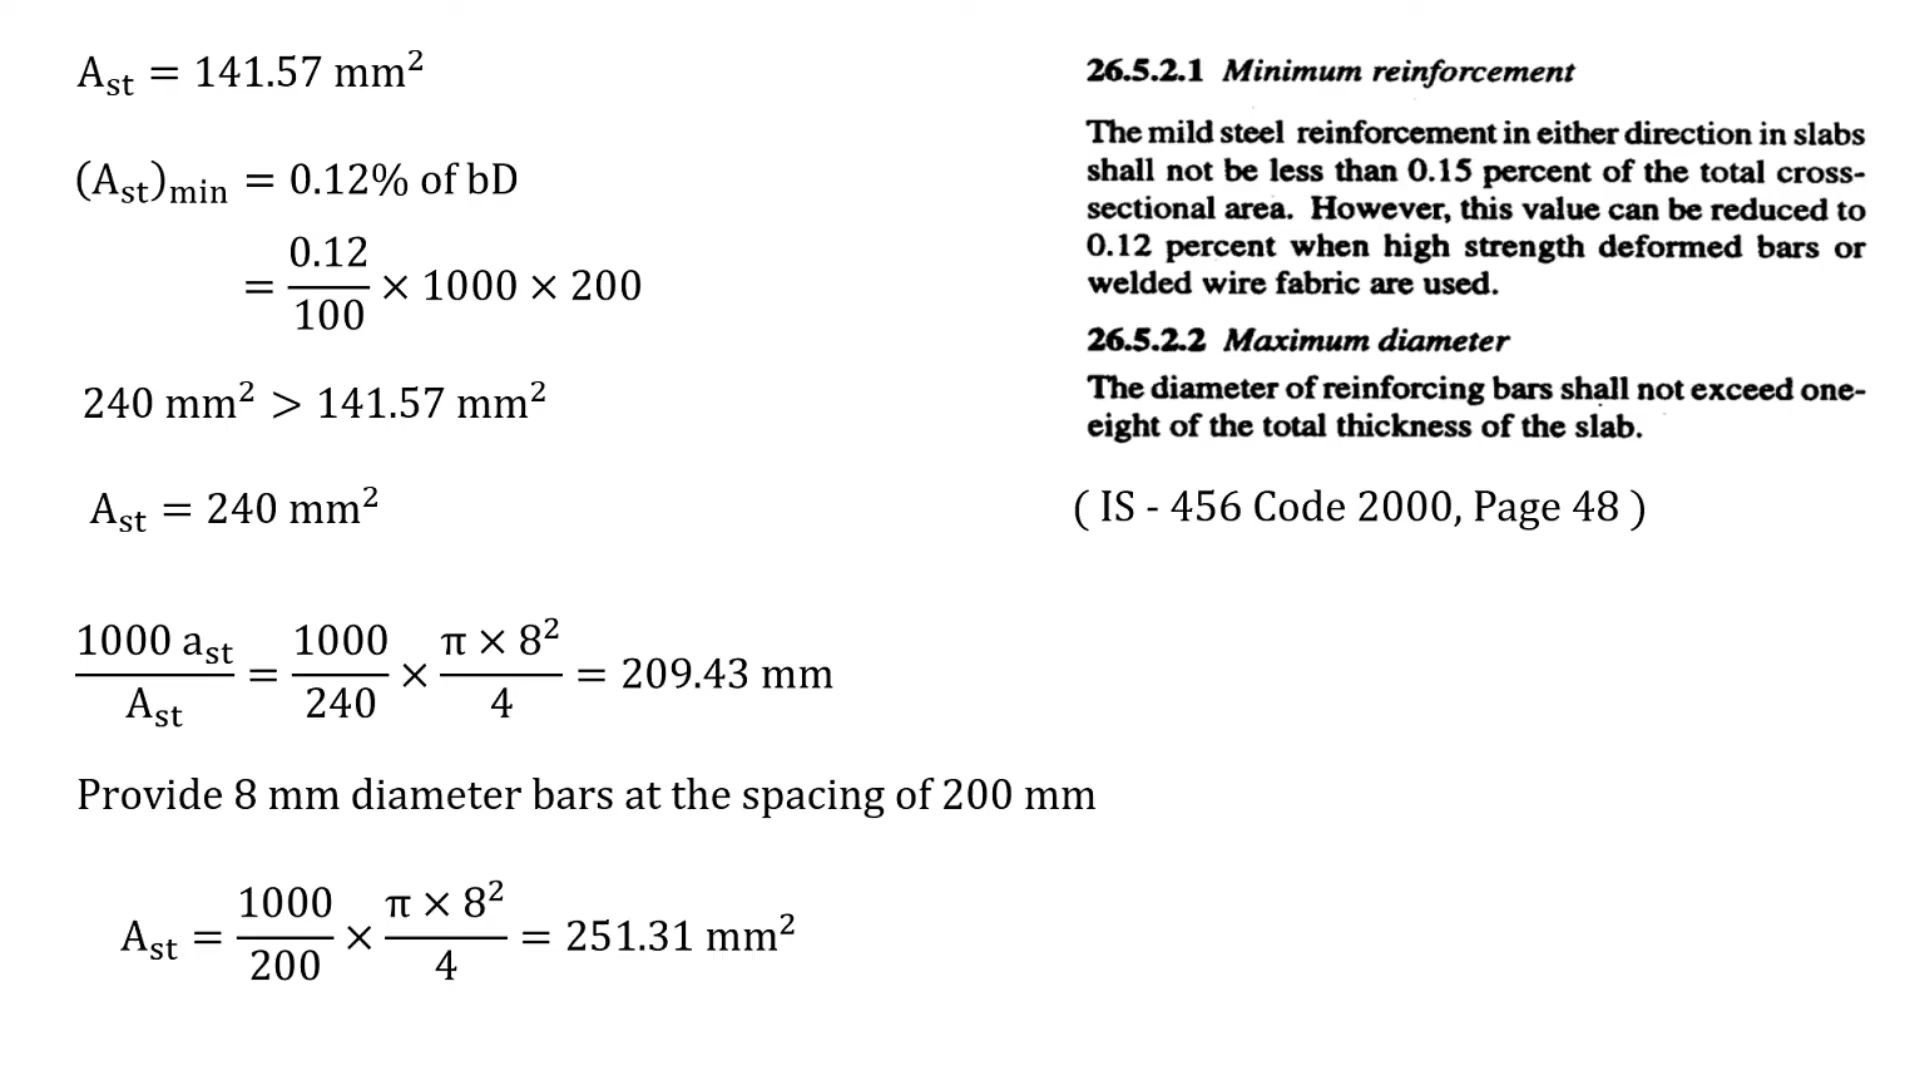 A_st = 141.57 mm²
(A_st)_min = 0.12% of bD
= 0.12/100 × 1000 × 200
240 mm² > 141.57 mm²
A_st = 240 mm²
1000 a_st/A_st = 1000/240 × π × 8²/4 = 209.43 mm
Provide 8 mm diameter bars at the spacing of 200 mm
A_st = 1000/200 × π × 8²/4 = 251.31 mm²
26.5.2.1 Minimum reinforcement
The mild steel reinforcement in either direction in slabs
shall not be less than 0.15 percent of the total cross-
sectional area. However, this value can be reduced to
0.12 percent when high strength deformed bars or
welded wire fabric are used.
26.5.2.2 Maximum diameter
The diameter of reinforcing bars shall not exceed one-
eight of the total thickness of the slab.
( IS - 456 Code 2000, Page 48 )